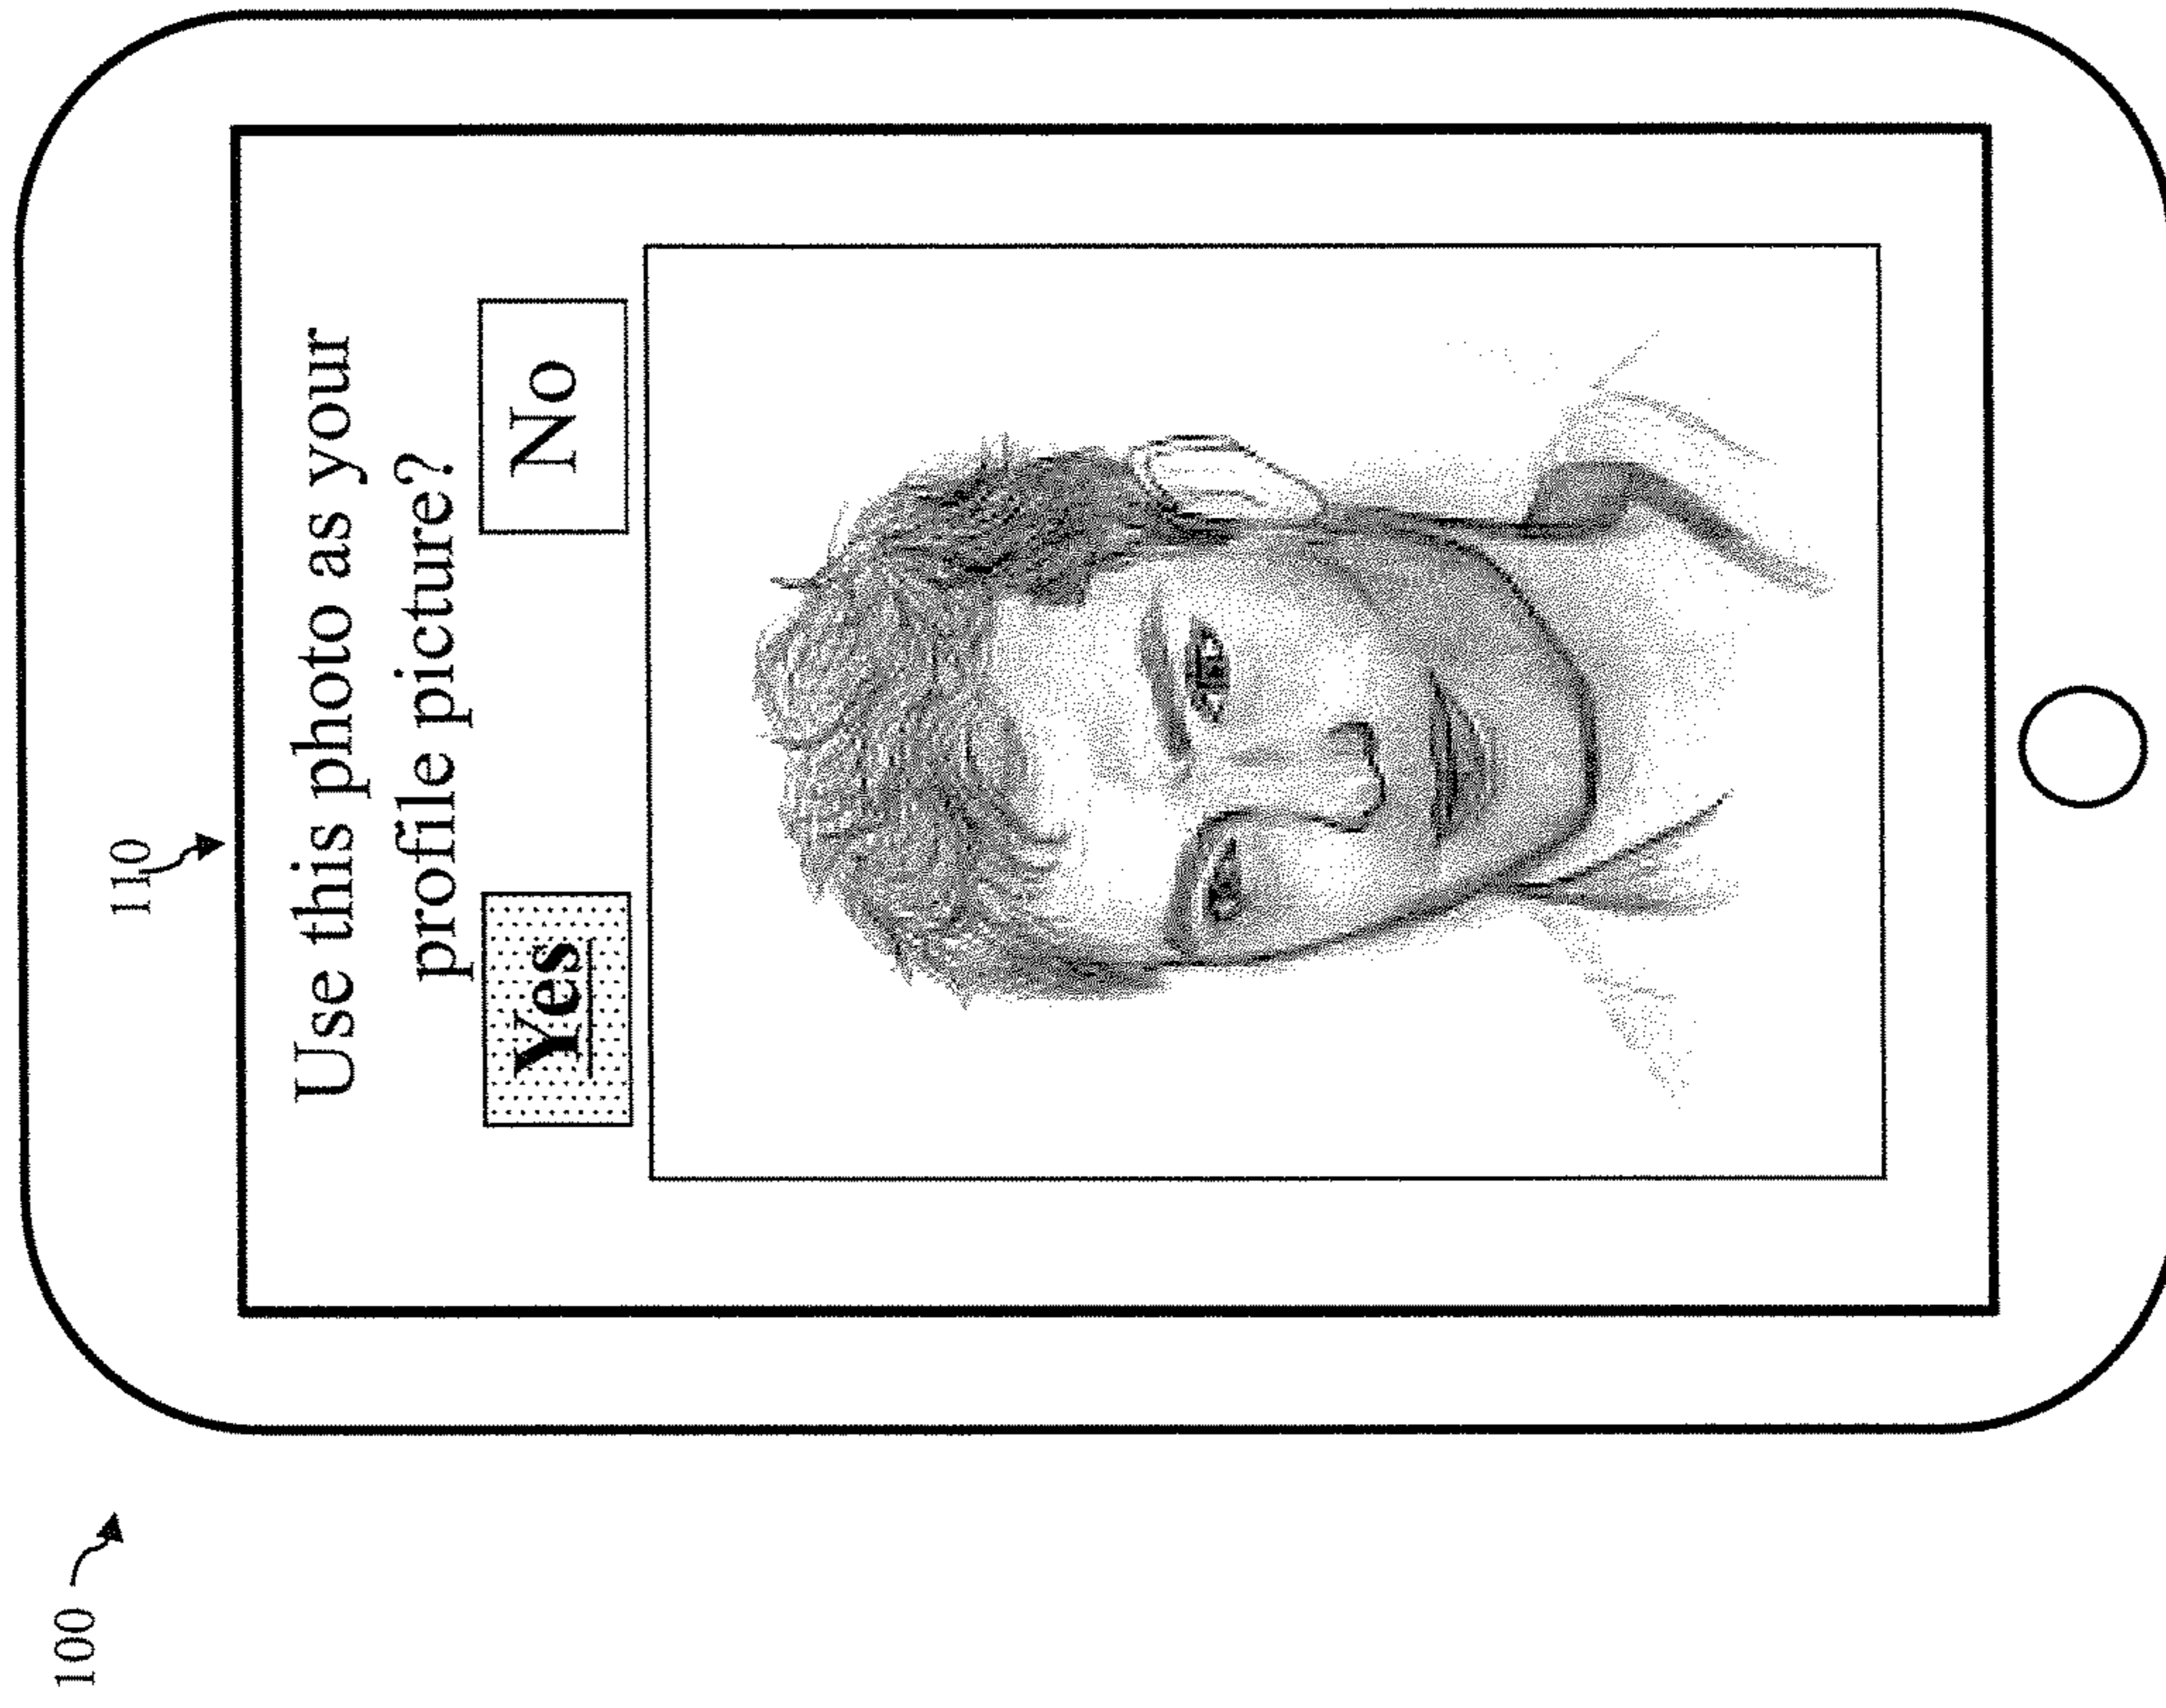 100
110
Use this photo as your
profile picture?
Yes
No